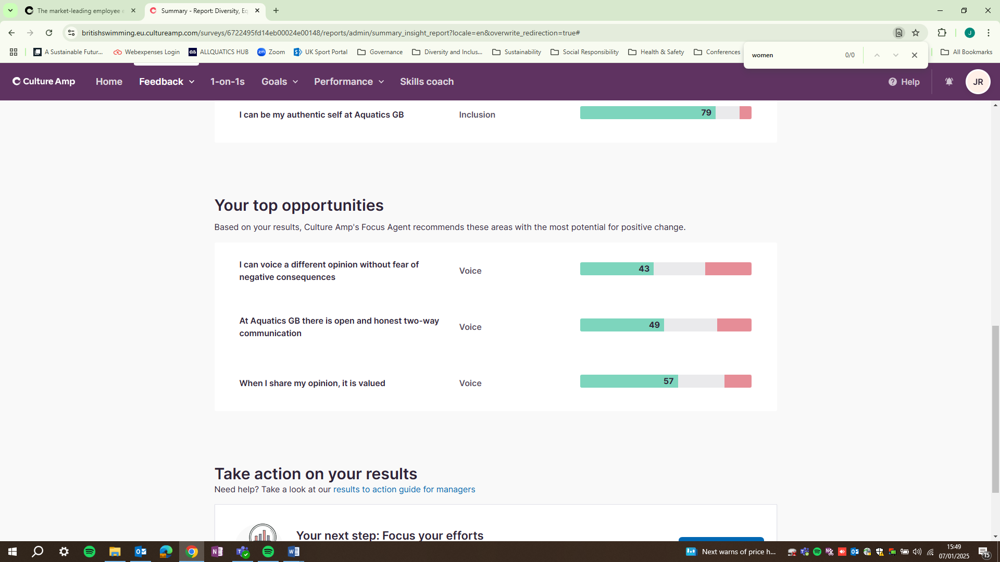 The market-leading employee e
Summary - Report: Diversity, Eq
britishswimming.eu.cultureamp.com/surveys/6722495fd14eb00024e00148/reports/admin/summary_insight_report?locale=en&overwrite_redirection=true#
J
A Sustainable Futur...
Webexpenses Login
ALLQUATICS HUB
Zoom
UK Sport Portal
Governance
Diversity and Inclus...
Sustainability
Social Responsibility
Health & Safety
Conferences
All Bookmarks
women 0/0
Culture Amp
Home
Feedback
1-on-1s
Goals
Performance
Skills coach
Help
JR
I can be my authentic self at Aquatics GB
Inclusion
79
Your top opportunities
Based on your results, Culture Amp's Focus Agent recommends these areas with the most potential for positive change.
I can voice a different opinion without fear of
negative consequences
Voice
43
At Aquatics GB there is open and honest two-way
communication
Voice
49
When I share my opinion, it is valued
Voice
57
Take action on your results
Need help? Take a look at our results to action guide for managers
Your next step: Focus your efforts
Next warns of price h...
15:49
07/01/2025
15